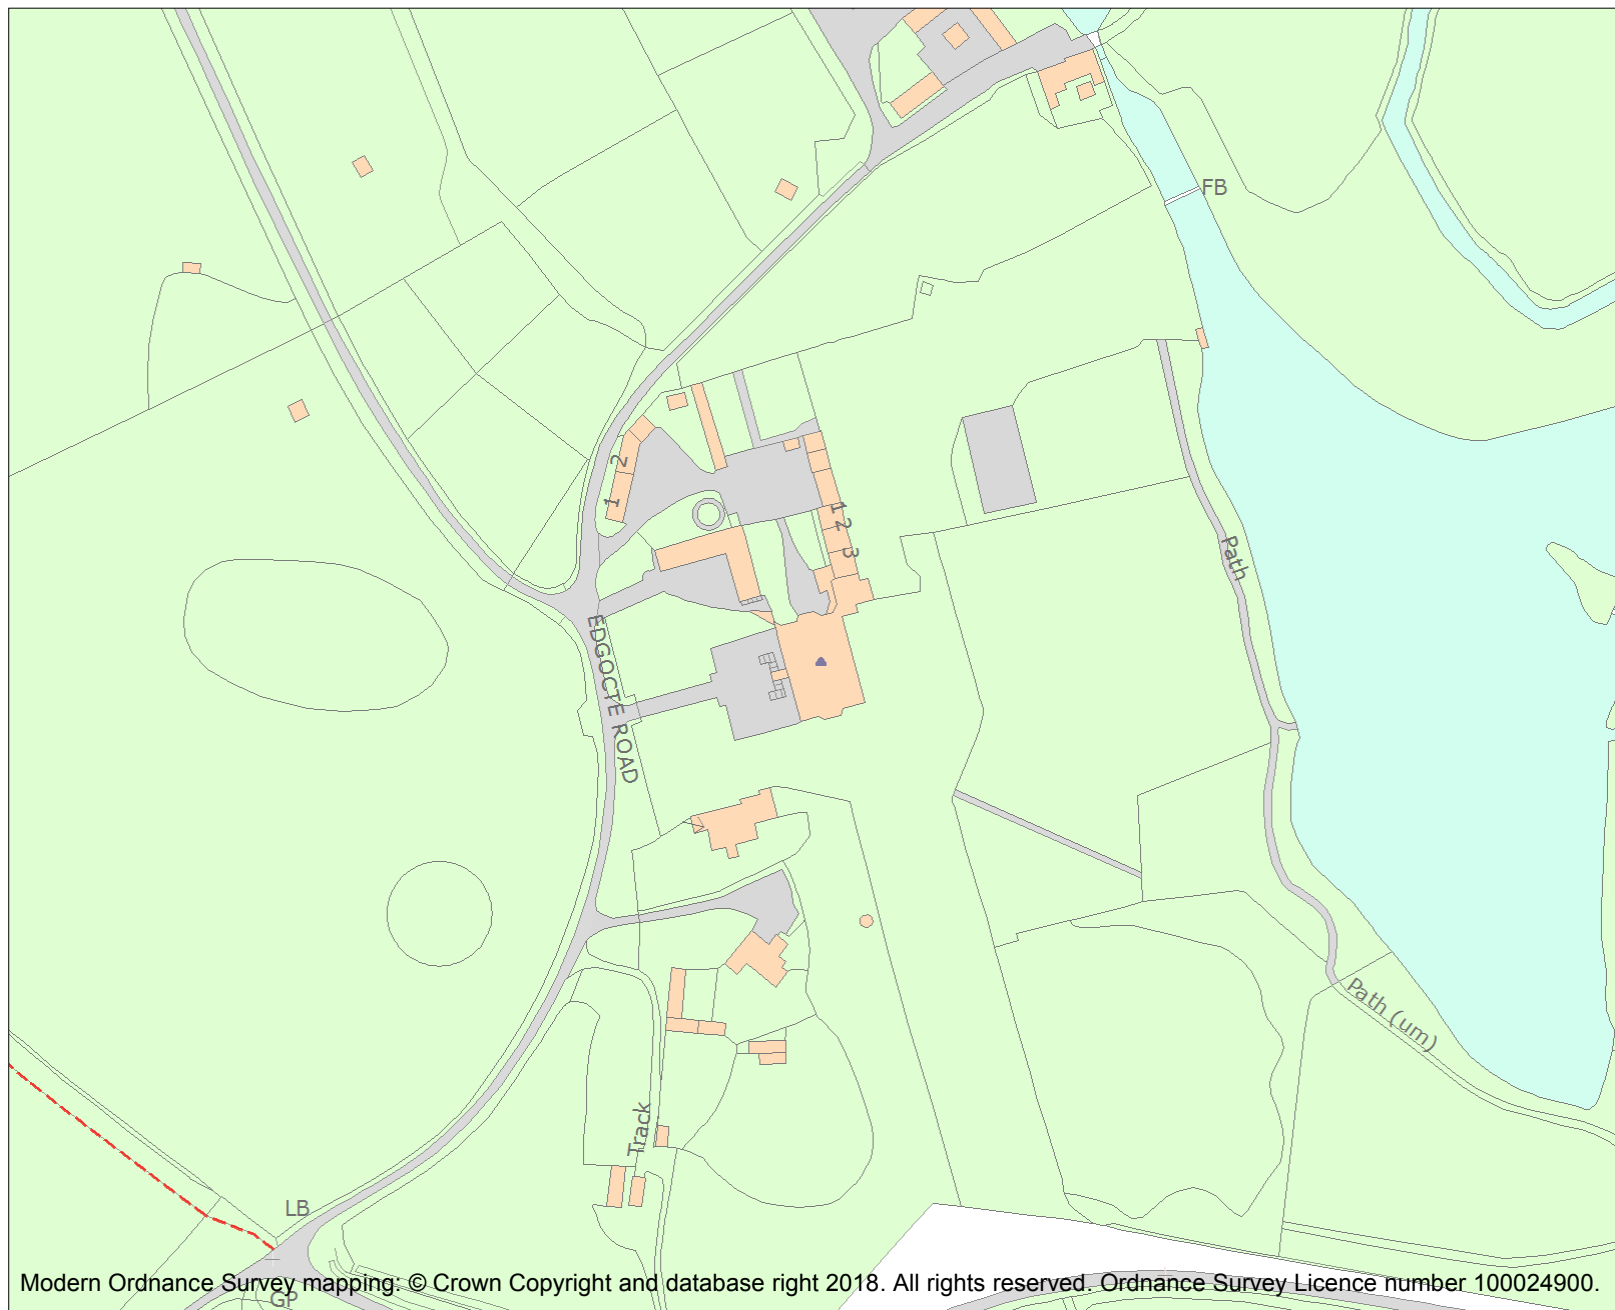 FB
2
1
1
2
3
Path
EDGOCTE ROAD
Path (um)
Track
LB
Modern Ordnance Survey mapping: © Crown Copyright and database right 2018. All rights reserved. Ordnance Survey Licence number 100024900.
GP